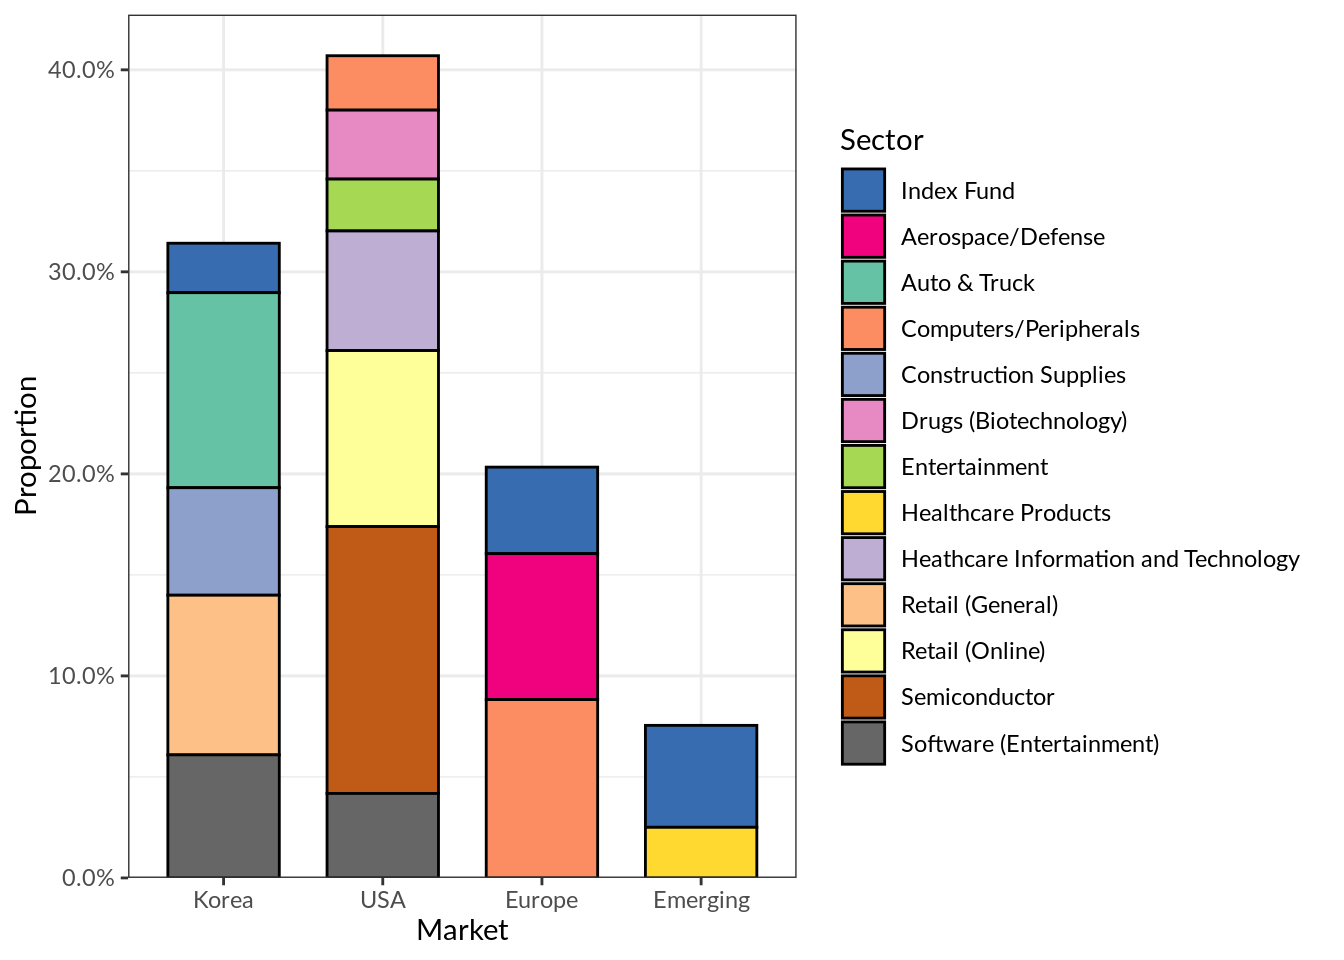 40.0%
30.0%
20.0%
10.0%
0.0%
Proportion
Korea
USA
Europe
Emerging
Market
Sector
Index Fund
Aerospace/Defense
Auto & Truck
Computers/Peripherals
Construction Supplies
Drugs (Biotechnology)
Entertainment
Healthcare Products
Heathcare Information and Technology
Retail (General)
Retail (Online)
Semiconductor
Software (Entertainment)